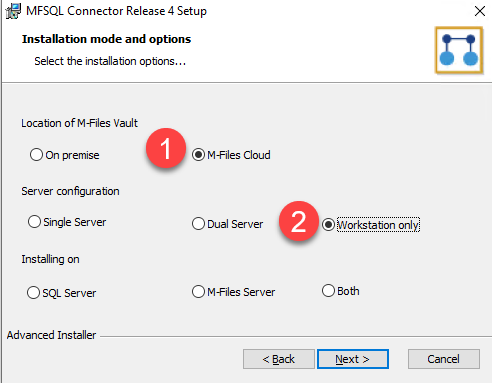 MFSQL Connector Release 4 Setup
Installation mode and options
Select the installation options...
Location of M-Files Vault
On premise 1 M-Files Cloud
Server configuration
Single Server Dual Server 2 Workstation only
Installing on
SQL Server M-Files Server Both
Advanced Installer
< Back Next > Cancel